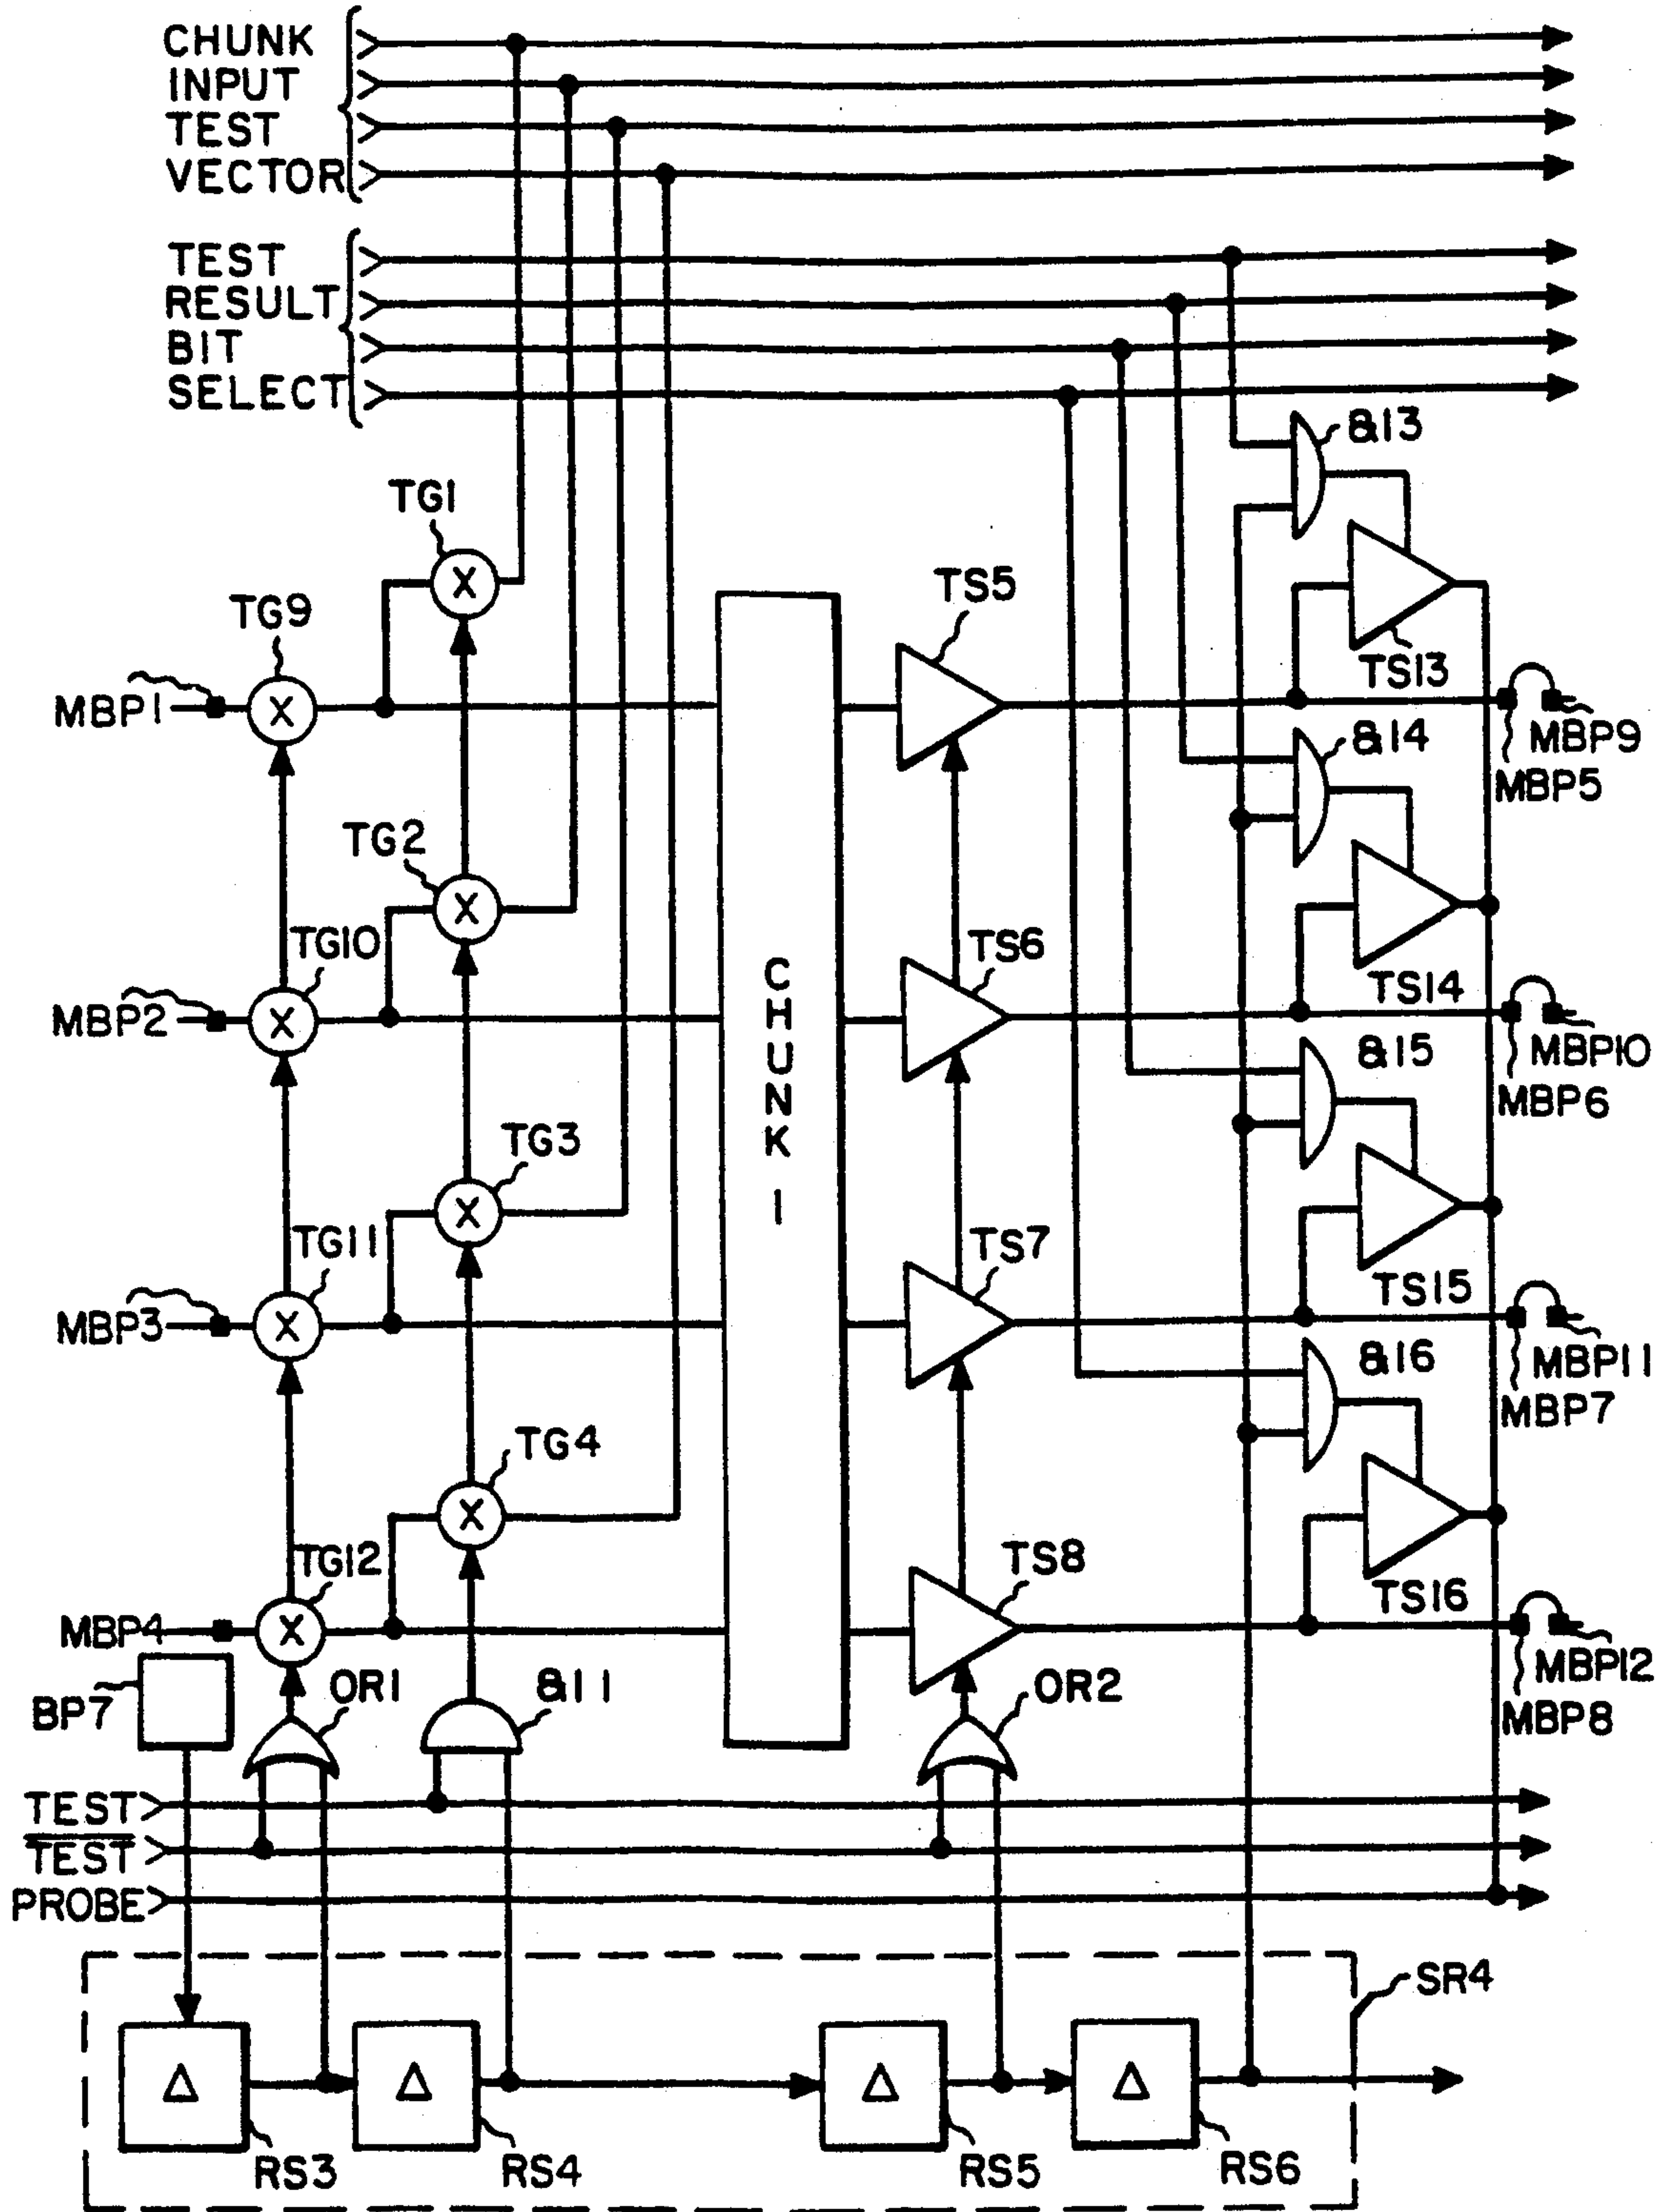 CHUNK
INPUT
TEST
VECTOR
TEST
RESULT
BIT
SELECT
&13
TG1
TS5
TG9
TS13
MBP1
MBP9
&14
MBP5
TG2
TG10
TS6
TS14
MBP2
&15
MBP10
MBP6
CHUNK 1
TG3
TG11
TS7
TS15
MBP3
&16
MBP11
MBP7
TG4
TG12
TS8
TS16
MBP4
MBP12
BP7
OR1
&11
OR2
MBP8
TEST
TEST
PROBE
SR4
Δ
Δ
Δ
Δ
RS3
RS4
RS5
RS6
X
X
X
X
X
X
X
X